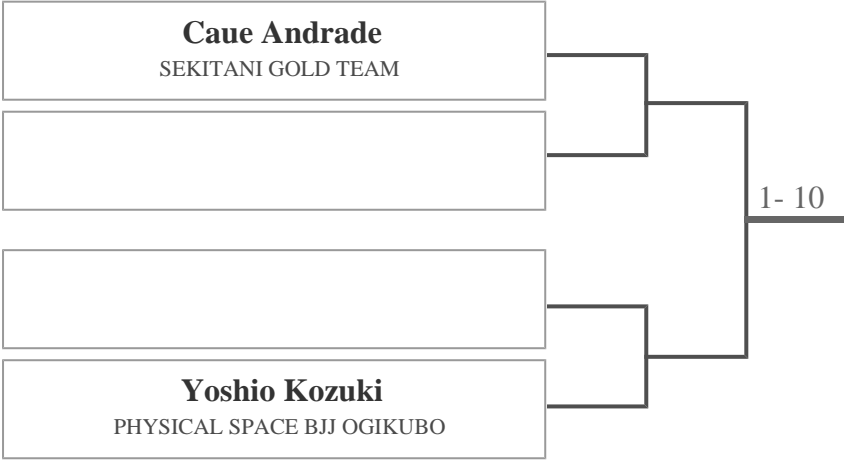 Caue Andrade
SEKITANI GOLD TEAM
1- 10
Yoshio Kozuki
PHYSICAL SPACE BJJ OGIKUBO